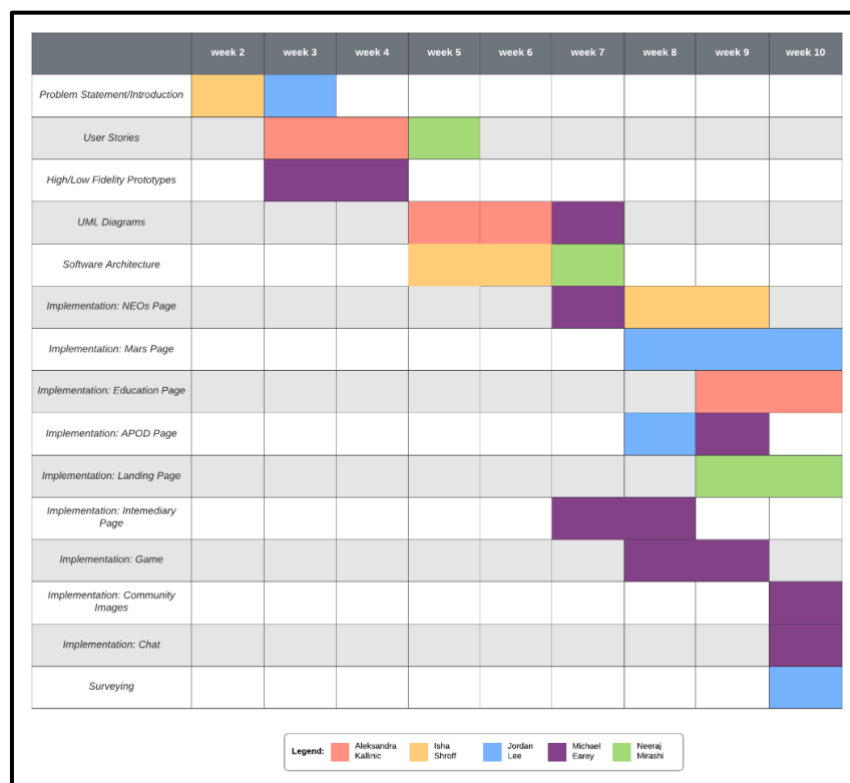 week 2 week 3 week 4 week 5 week 6 week 7 week 8 week 9 week 10
Problem Statement/Introduction
User Stories
High/Low Fidelity Prototypes
UML Diagrams
Software Architecture
Implementation: NEOs Page
Implementation: Mars Page
Implementation: Education Page
Implementation: APOD Page
Implementation: Landing Page
Implementation: Intemediary
Page
Implementation: Game
Implementation: Community
Images
Implementation: Chat
Surveying
Legend: Aleksandra Isha Jordan Michael Neeraj
Kallinic Shroff Lee Earey Mirashi